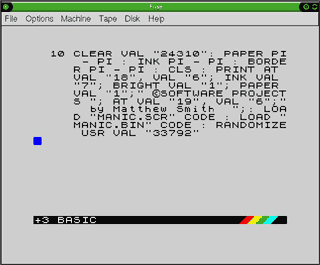 Fuse
File Options Machine Tape Disk Help
10 CLEAR VAL "24310": PAPER PI
- PI : INK PI - PI : BORDE
R PI - PI : CLS : PRINT AT
VAL "18", VAL "6"; INK VAL
"7"; BRIGHT VAL "1"; PAPER
VAL "1";" ©SOFTWARE PROJECT
S "; AT VAL "19", VAL "6";"
by Matthew Smith ";: LOA
D "MANIC.SCR" CODE : LOAD "
MANIC.BIN" CODE : RANDOMIZE
USR VAL "33792"
+3 BASIC